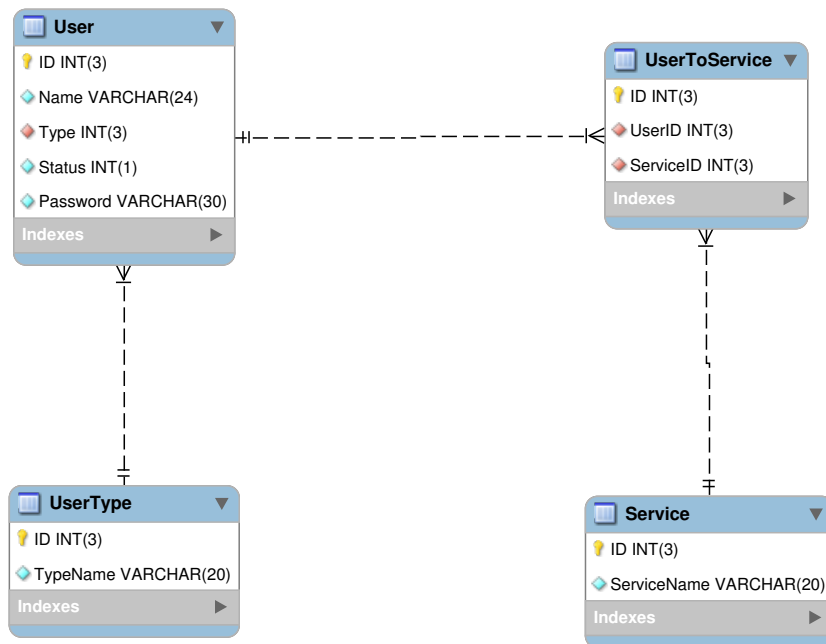 User
ID INT(3)
Name VARCHAR(24)
Type INT(3)
Status INT(1)
Password VARCHAR(30)
Indexes
UserToService
ID INT(3)
UserID INT(3)
ServiceID INT(3)
Indexes
UserType
ID INT(3)
TypeName VARCHAR(20)
Indexes
Service
ID INT(3)
ServiceName VARCHAR(20)
Indexes